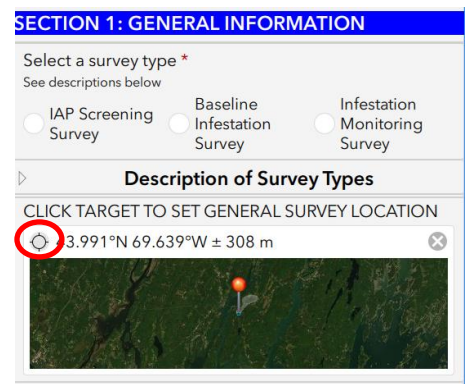 SECTION 1: GENERAL INFORMATION
Select a survey type *
See descriptions below
IAP Screening Survey
Baseline Infestation Survey
Infestation Monitoring Survey
Description of Survey Types
CLICK TARGET TO SET GENERAL SURVEY LOCATION
43.991°N 69.639°W ± 308 m